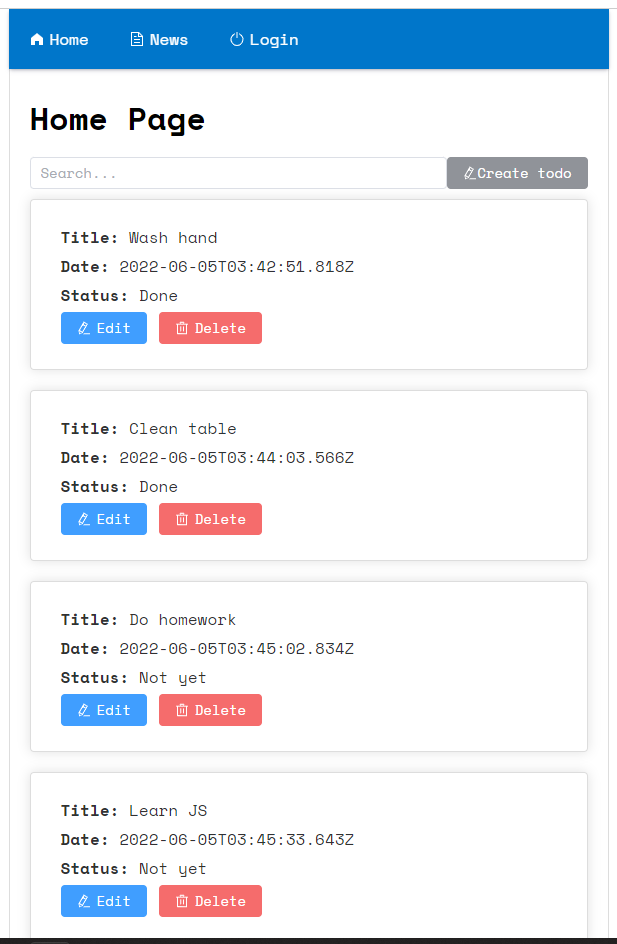 Home News Login
Home Page
Search... Create todo
Title: Wash hand
Date: 2022-06-05T03:42:51.818Z
Status: Done
Edit Delete
Title: Clean table
Date: 2022-06-05T03:44:03.566Z
Status: Done
Edit Delete
Title: Do homework
Date: 2022-06-05T03:45:02.834Z
Status: Not yet
Edit Delete
Title: Learn JS
Date: 2022-06-05T03:45:33.643Z
Status: Not yet
Edit Delete